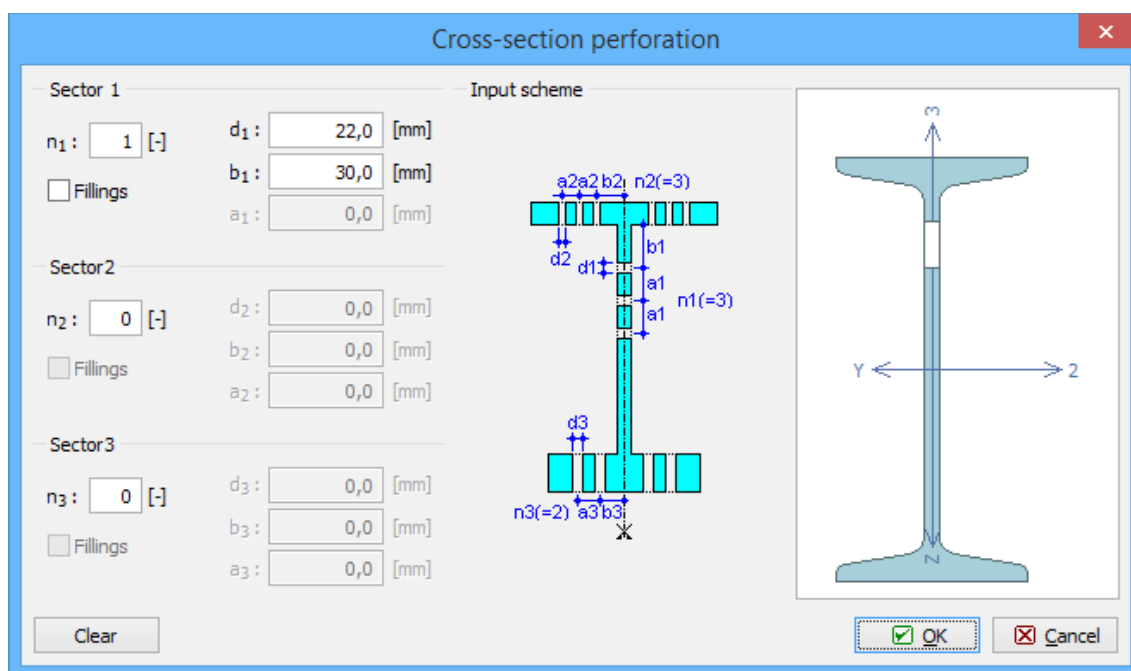 Cross-section perforation
Sector 1
n1 : 1 [-]
Fillings
d1 : 22,0 [mm]
b1 : 30,0 [mm]
a1 : 0,0 [mm]
Sector2
n2 : 0 [-]
Fillings
d2 : 0,0 [mm]
b2 : 0,0 [mm]
a2 : 0,0 [mm]
Sector3
n3 : 0 [-]
Fillings
d3 : 0,0 [mm]
b3 : 0,0 [mm]
a3 : 0,0 [mm]
Input scheme
a2 a2 b2 n2(=3)
d2
d1
b1
a1
n1(=3)
a1
d3
n3(=2) a3 b3
3
Y 2
Z
Clear
OK
Cancel